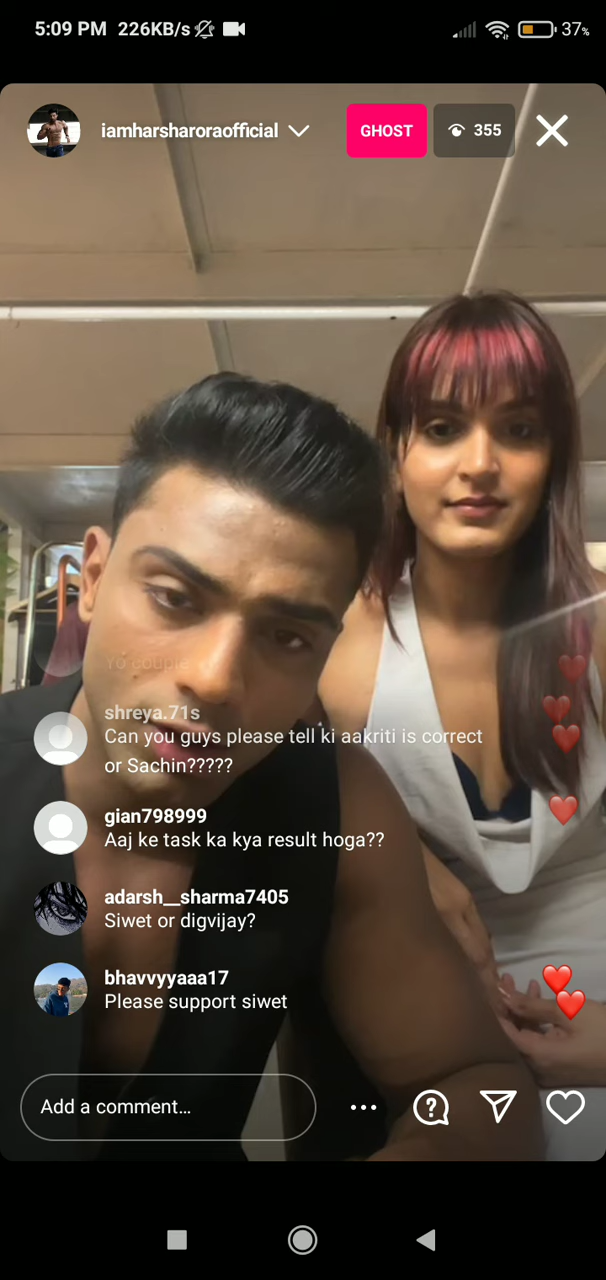 5:09 PM 226KB/s 37%
iamharsharoraofficial GHOST 355
Yo couple
shreya.71s
Can you guys please tell ki aakriti is correct
or Sachin?????
gian798999
Aaj ke task ka kya result hoga??
adarsh__sharma7405
Siwet or digvijay?
bhavvyyaaa17
Please support siwet
Add a comment...